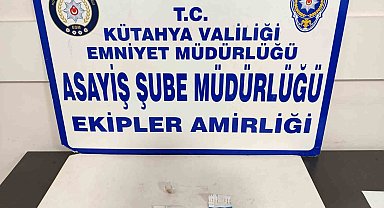 T.C.
KÜTAHYA VALİLİĞİ
EMNİYET MÜDÜRLÜĞÜ
ASAYİŞ ŞUBE MÜDÜRLÜĞÜ
EKİPLER AMİRLİĞİ